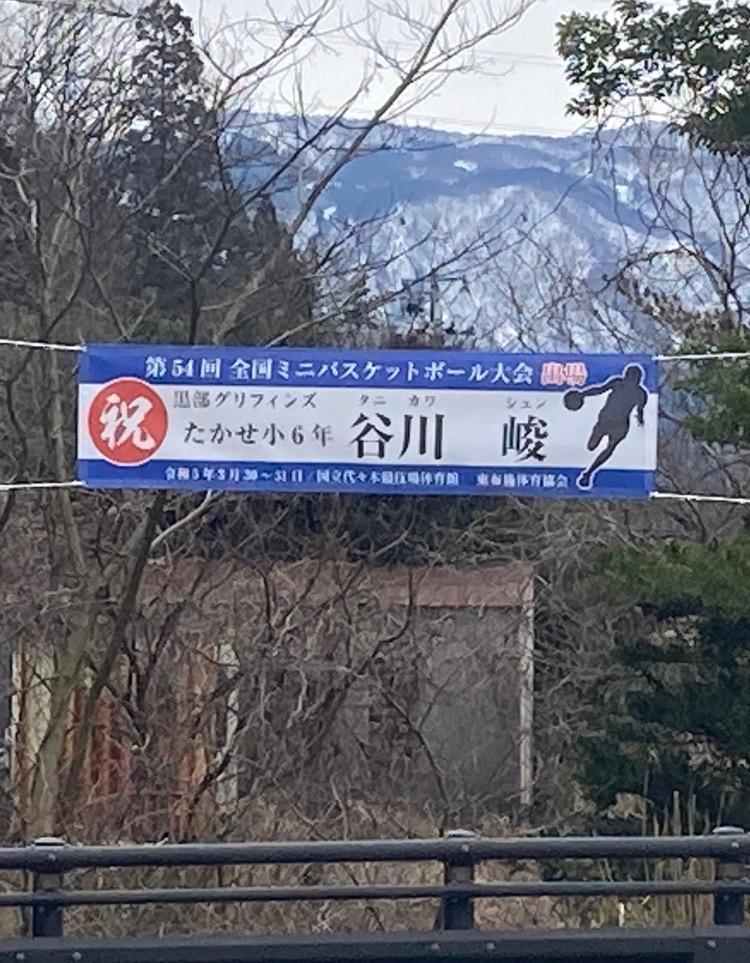 第54回 全国ミニバスケットボール大会 出場
祝
黒部グリフィンズ
タニ カワ シュン
たかせ小6年 谷川 峻
令和5年3月30～31日/国立代々木競技場体育館 東布施体育協会